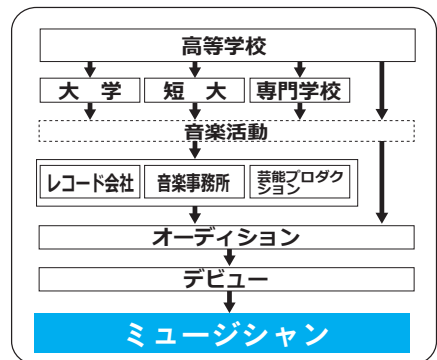 高等学校
大　学
短　大
専門学校
音楽活動
レコード会社
音楽事務所
芸能プロダク
ション
オーディション
デビュー
ミュージシャン